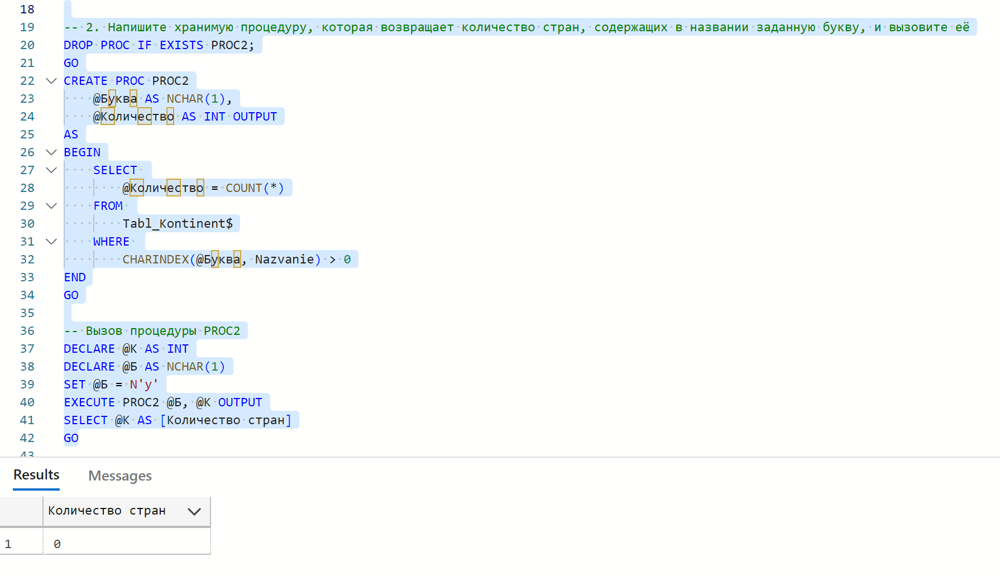 18
19 -- 2. Напишите хранимую процедуру, которая возвращает количество стран, содержащих в названии заданную букву, и вызовите её
20 DROP PROC IF EXISTS PROC2;
21 GO
22 CREATE PROC PROC2
23 @Буква AS NCHAR(1),
24 @Количество AS INT OUTPUT
25 AS
26 BEGIN
27 SELECT
28 @Количество = COUNT(*)
29 FROM
30 Tabl_Kontinent$
31 WHERE
32 CHARINDEX(@Буква, Nazvanie) > 0
33 END
34 GO
35
36 -- Вызов процедуры PROC2
37 DECLARE @К AS INT
38 DECLARE @Б AS NCHAR(1)
39 SET @Б = N'у'
40 EXECUTE PROC2 @Б, @К OUTPUT
41 SELECT @К AS [Количество стран]
42 GO
43
Results Messages
Количество стран
1 0